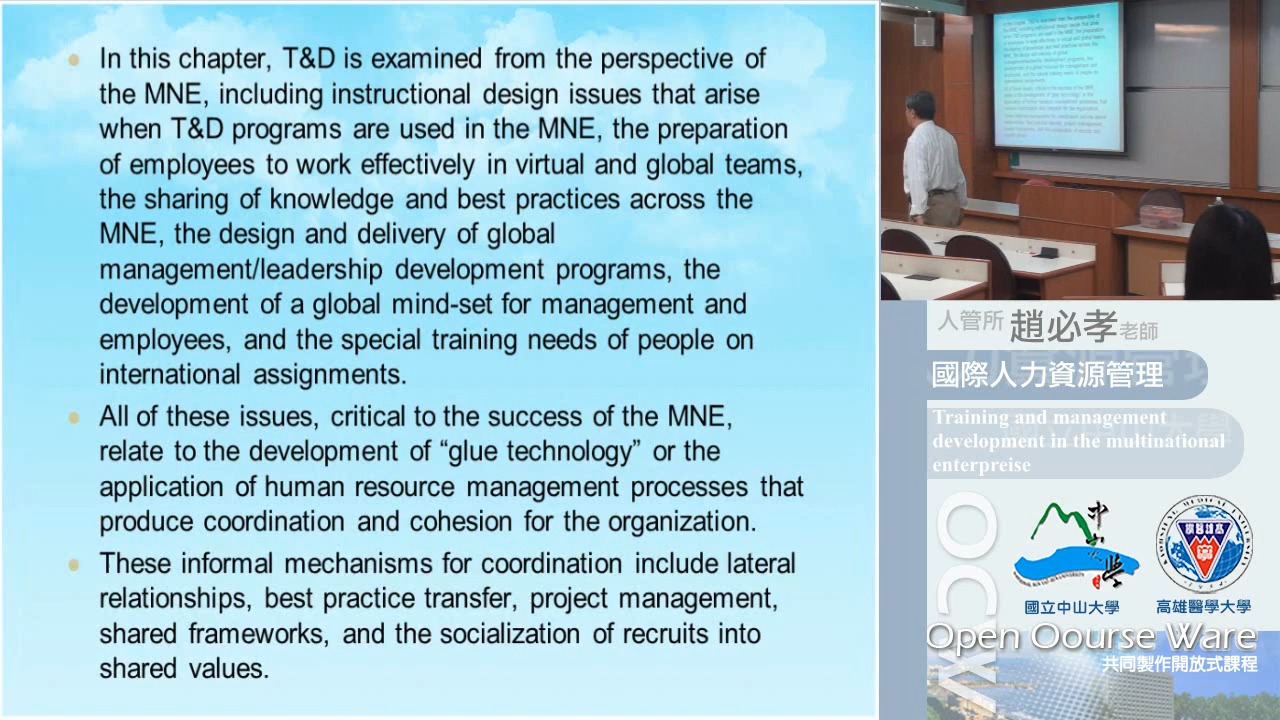 In this chapter, T&D is examined from the perspective of
the MNE, including instructional design issues that arise
when T&D programs are used in the MNE, the preparation
of employees to work effectively in virtual and global teams,
the sharing of knowledge and best practices across the
MNE, the design and delivery of global
management/leadership development programs, the
development of a global mind-set for management and
employees, and the special training needs of people on
international assignments.
All of these issues, critical to the success of the MNE,
relate to the development of “glue technology” or the
application of human resource management processes that
produce coordination and cohesion for the organization.
These informal mechanisms for coordination include lateral
relationships, best practice transfer, project management,
shared frameworks, and the socialization of recruits into
shared values.
人管所 趙必孝老師
國際人力資源管理
Training and management
development in the multinational
enterpreise
OCW
國立中山大學
高雄醫學大學
Open Oourse Ware
共同製作開放式課程